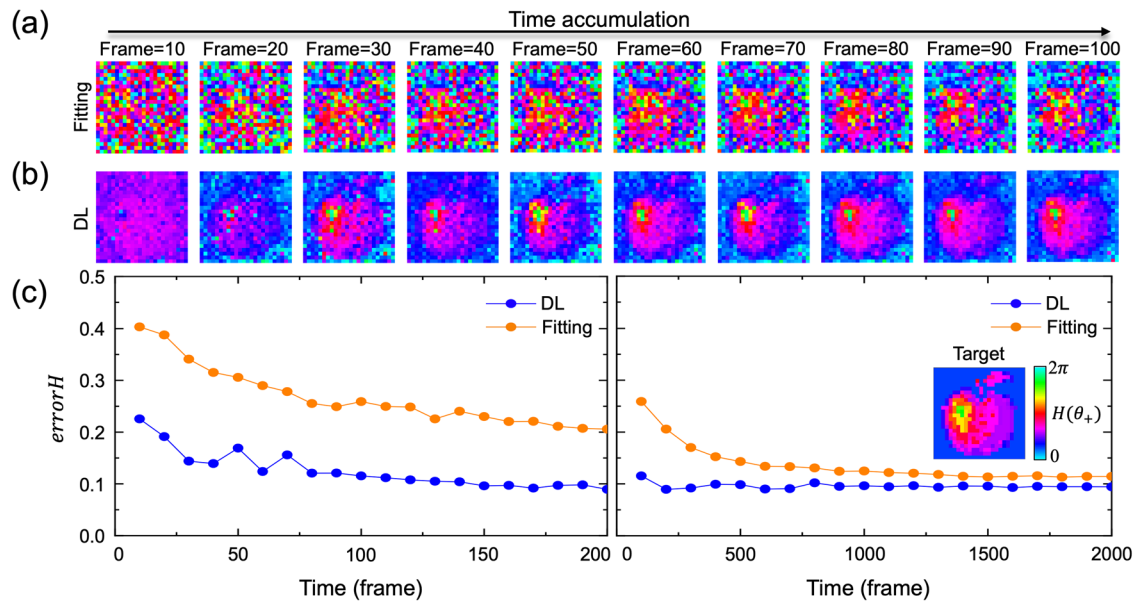 (a)
Time accumulation
Frame=10 Frame=20 Frame=30 Frame=40 Frame=50 Frame=60 Frame=70 Frame=80 Frame=90 Frame=100
Fitting
(b)
DL
(c)
0.5
0.4
0.3
0.2
0.1
0.0
errorH
DL
Fitting
0 50 100 150 200
Time (frame)
DL
Fitting
Target
2π
H(θ₊)
0
0 500 1000 1500 2000
Time (frame)